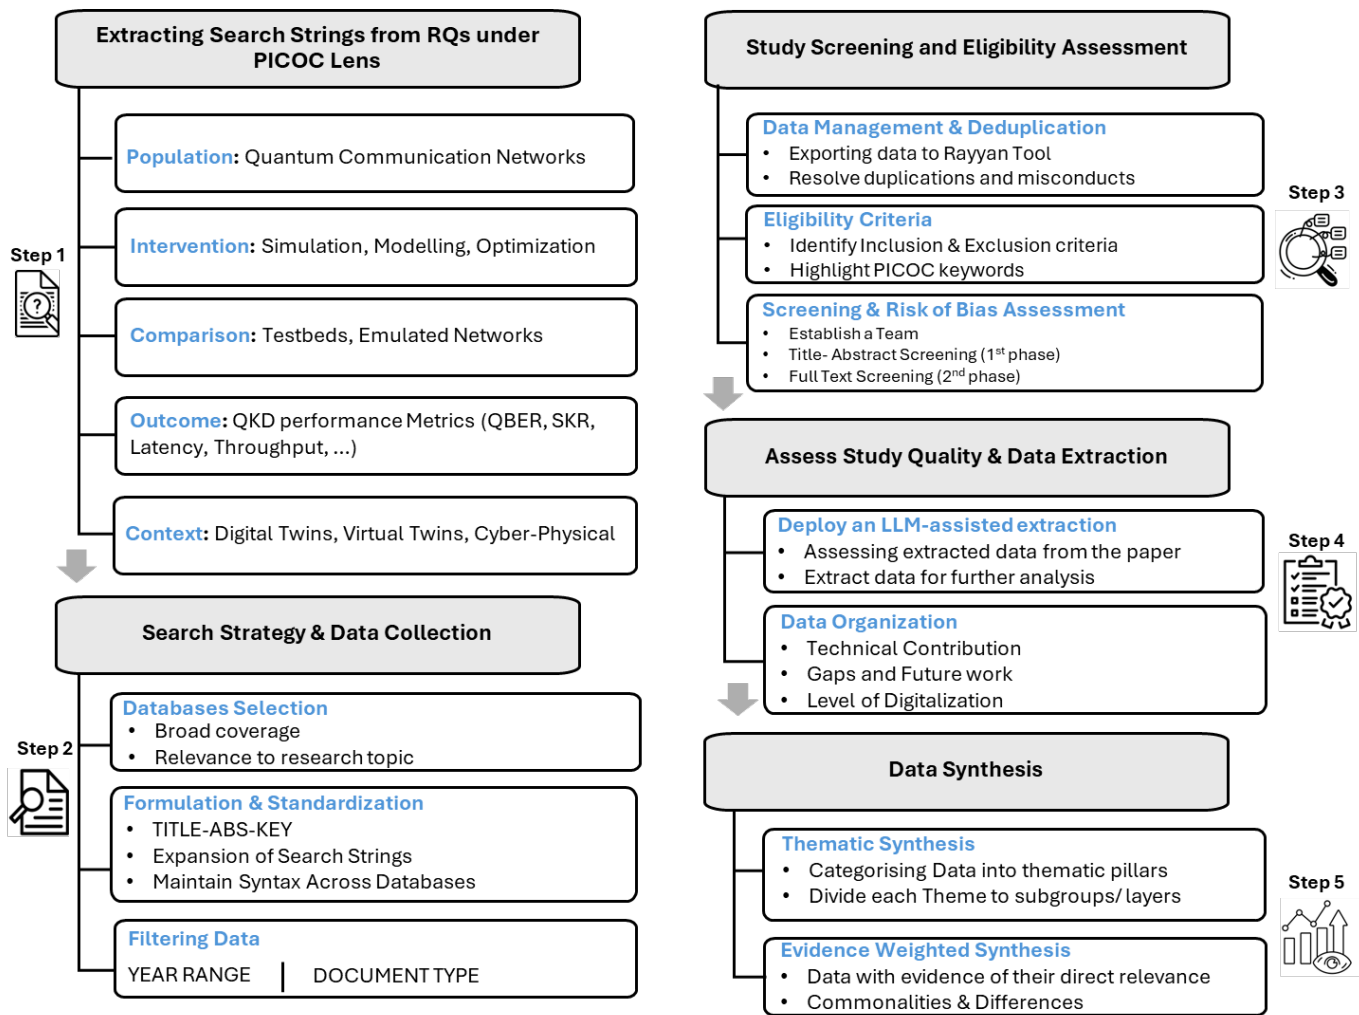 Extracting Search Strings from RQs under
PICOC Lens
Population: Quantum Communication Networks
Intervention: Simulation, Modelling, Optimization
Step 1
?
Comparison: Testbeds, Emulated Networks
Outcome: QKD performance Metrics (QBER, SKR,
Latency, Throughput, ...)
Context: Digital Twins, Virtual Twins, Cyber-Physical
Search Strategy & Data Collection
Databases Selection
• Broad coverage
• Relevance to research topic
Step 2
Formulation & Standardization
• TITLE-ABS-KEY
• Expansion of Search Strings
• Maintain Syntax Across Databases
Filtering Data
YEAR RANGE | DOCUMENT TYPE
Study Screening and Eligibility Assessment
Data Management & Deduplication
• Exporting data to Rayyan Tool
• Resolve duplications and misconducts
Step 3
Eligibility Criteria
• Identify Inclusion & Exclusion criteria
• Highlight PICOC keywords
Screening & Risk of Bias Assessment
• Establish a Team
• Title- Abstract Screening (1st phase)
• Full Text Screening (2nd phase)
Assess Study Quality & Data Extraction
Deploy an LLM-assisted extraction
• Assessing extracted data from the paper
• Extract data for further analysis
Step 4
Data Organization
• Technical Contribution
• Gaps and Future work
• Level of Digitalization
Data Synthesis
Thematic Synthesis
• Categorising Data into thematic pillars
• Divide each Theme to subgroups/ layers
Step 5
Evidence Weighted Synthesis
• Data with evidence of their direct relevance
• Commonalities & Differences